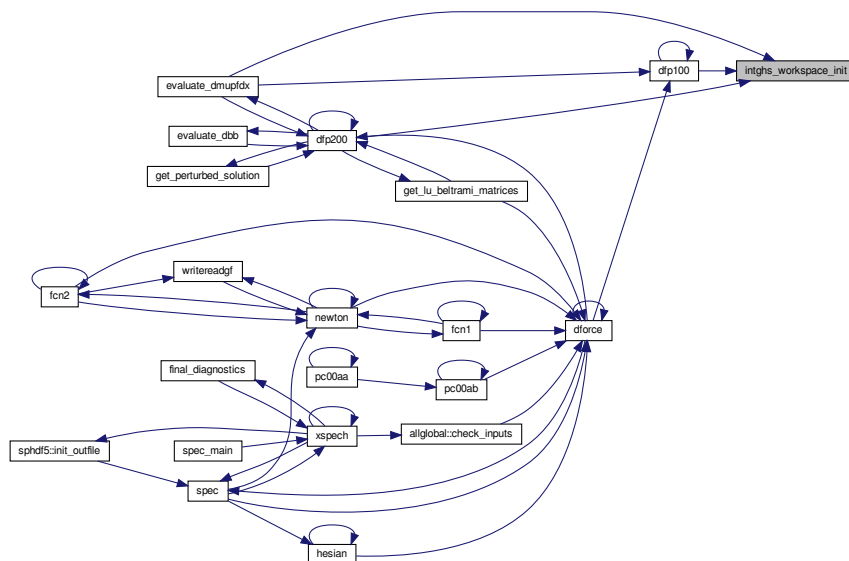 intghs_workspace_init
dfp100
evaluate_dmupfdx
evaluate_dbb
dfp200
get_perturbed_solution
get_lu_beltrami_matrices
writereadgf
fcn2
newton
fcn1
dforce
final_diagnostics
pc00aa
pc00ab
xspech
allglobal::check_inputs
sphdf5::init_outfile
spec_main
spec
hesian